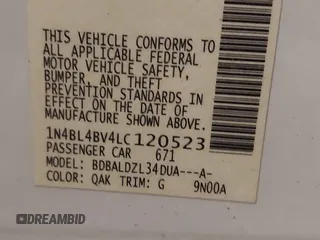 THIS VEHICLE CONFORMS TO
ALL APPLICABLE FEDERAL
MOTOR VEHICLE SAFETY,
BUMPER, AND THEFT
PREVENTION STANDARDS IN
EFFECT ON THE DATE OF
MANUFACTURE SHOWN ABOVE.
1N4BL4BV4LC120523
PASSENGER CAR 671
MODEL: BDBALDZL34DUA---A-
COLOR: QAK TRIM: G 9N00A
DREAMBID